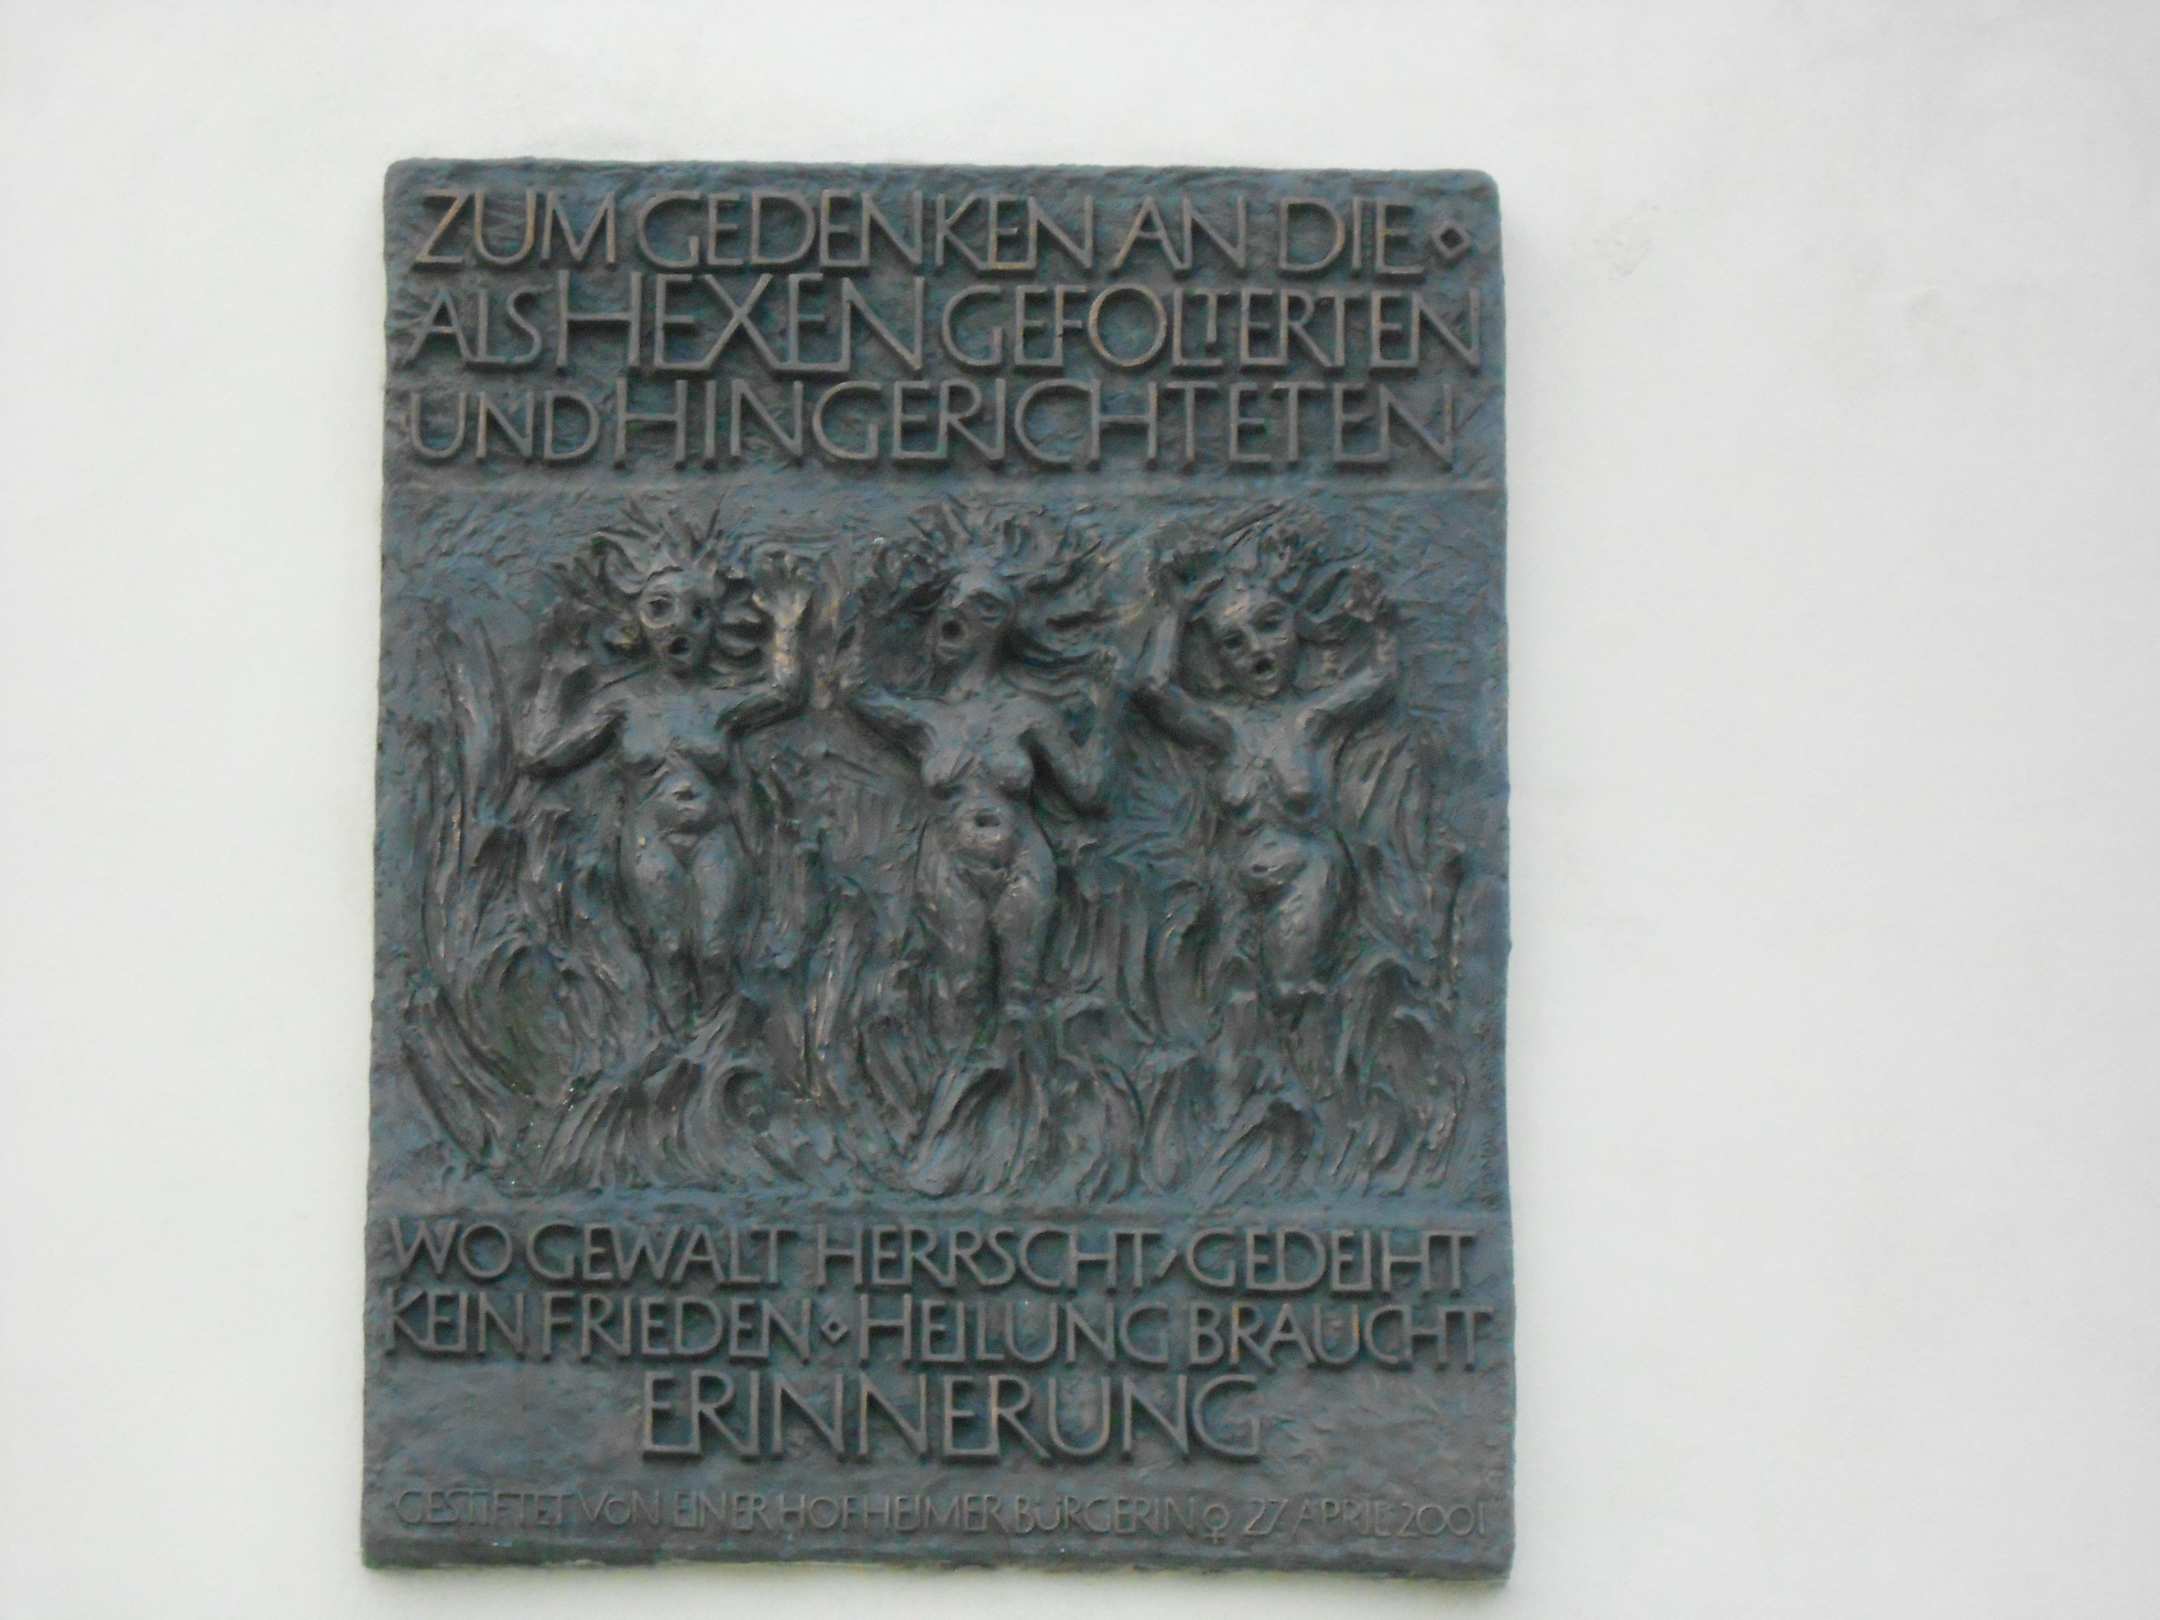 ZUM GEDENKEN AN DIE
ALS HEXEN GEFOLTERTEN
UND HINGERICHTETEN
WO GEWALT HERRSCHT, GEDEIHT
KEIN FRIEDEN · HEILUNG BRAUCHT
ERINNERUNG
GESTIFTET VON EINER HOFHEIMER BÜRGERIN ♀ 27. APRIL 2001